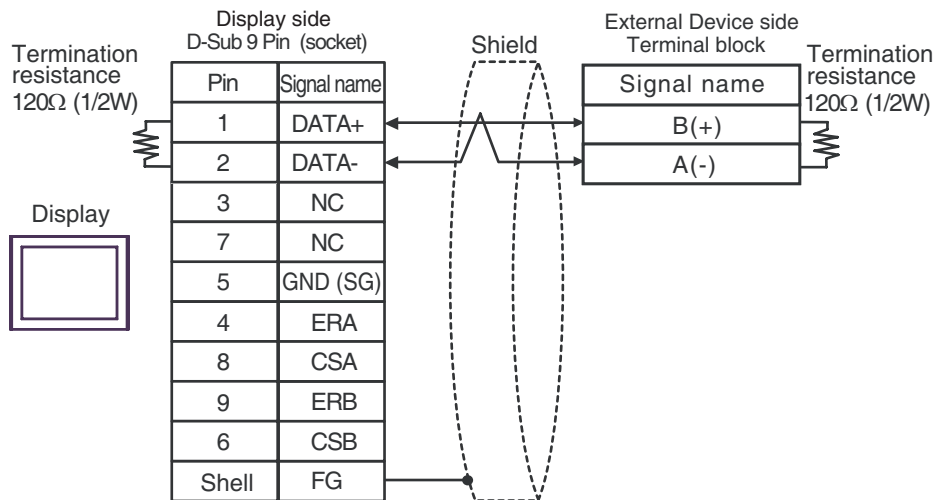 Display side
D-Sub 9 Pin (socket)
Shield
External Device side
Terminal block
Termination
resistance
120Ω (1/2W)
Termination
resistance
120Ω (1/2W)
Pin Signal name
1 DATA+
2 DATA-
3 NC
7 NC
5 GND (SG)
4 ERA
8 CSA
9 ERB
6 CSB
Shell FG
Signal name
B(+)
A(-)
Display